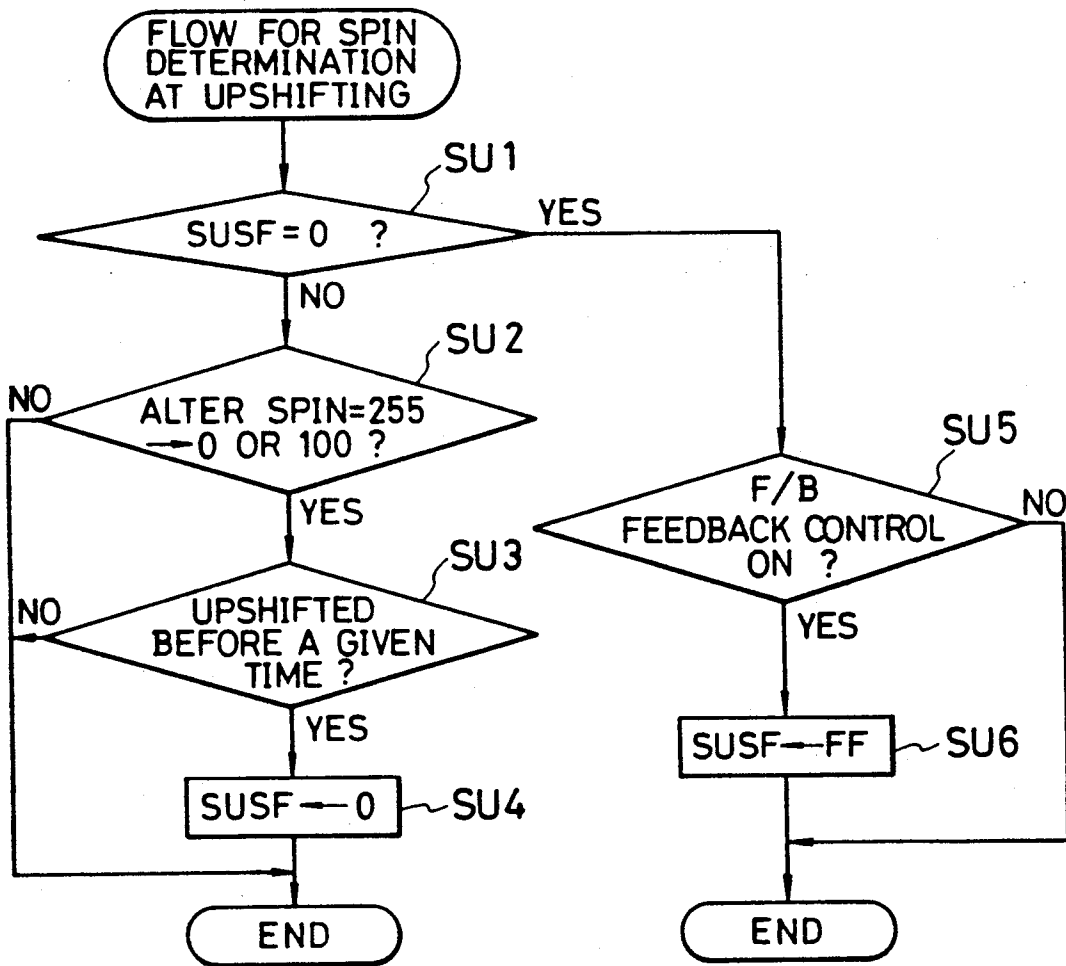 FLOW FOR SPIN
DETERMINATION
AT UPSHIFTING
SU1
SUSF=0 ?
YES
NO
SU2
NO
ALTER SPIN=255
→0 OR 100 ?
YES
SU3
NO
UPSHIFTED
BEFORE A GIVEN
TIME ?
YES
SUSF←0
SU4
END
SU5
F/B
FEEDBACK CONTROL
ON ?
NO
YES
SUSF←FF
SU6
END